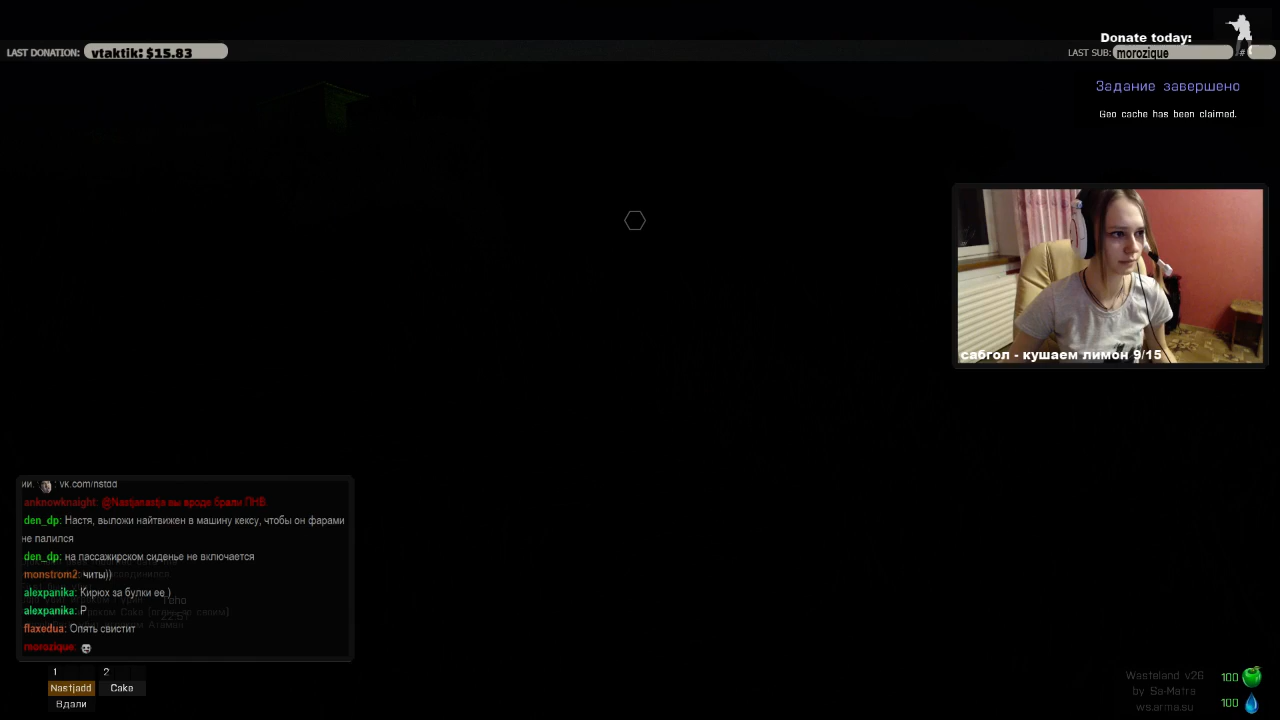 Donate today:
LAST DONATION: vtaktik: $15.83
LAST SUB: morozique #
Задание завершено
Geo cache has been claimed.
сабгол - кушаем лимон 9/15
ии. : vk.com/nstdd
anknowknight: @Nastjanastja вы вроде брали ПНВ
den_dp: Настя, выложи найтвижен в машину кексу, чтобы он фарами
не палился
den_dp: на пассажирском сиденье не включается
monstrom2: читы))
alexpanika: Кирюх за булки ее )
alexpanika: :P
flaxedua: Опять свистит
morozique:
1 2
Nastjadd Cake
Вдали
Wasteland v26
by Sa-Matra
ws.arma.su
100
100